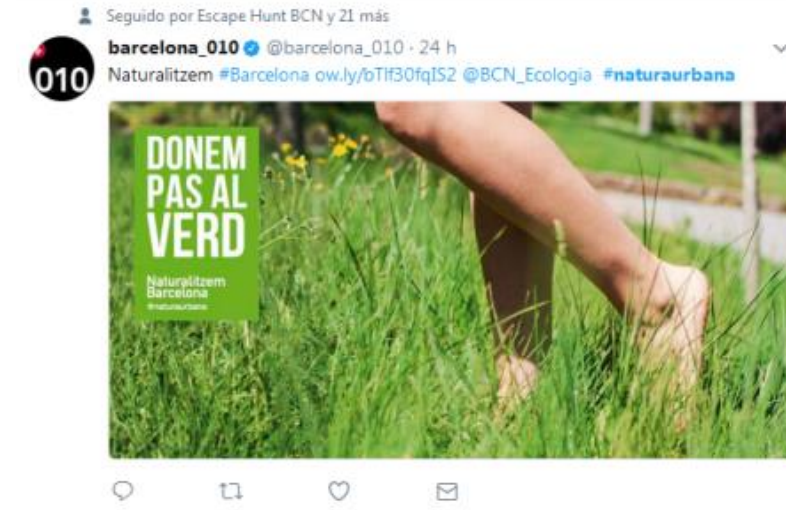 Seguido por Escape Hunt BCN y 21 más
barcelona_010 @barcelona_010 · 24 h
010
Naturalitzem #Barcelona ow.ly/bTlf30fqIS2 @BCN_Ecologia #naturaurbana
DONEM
PAS AL
VERD
Naturalitzem
Barcelona
#naturaurbana